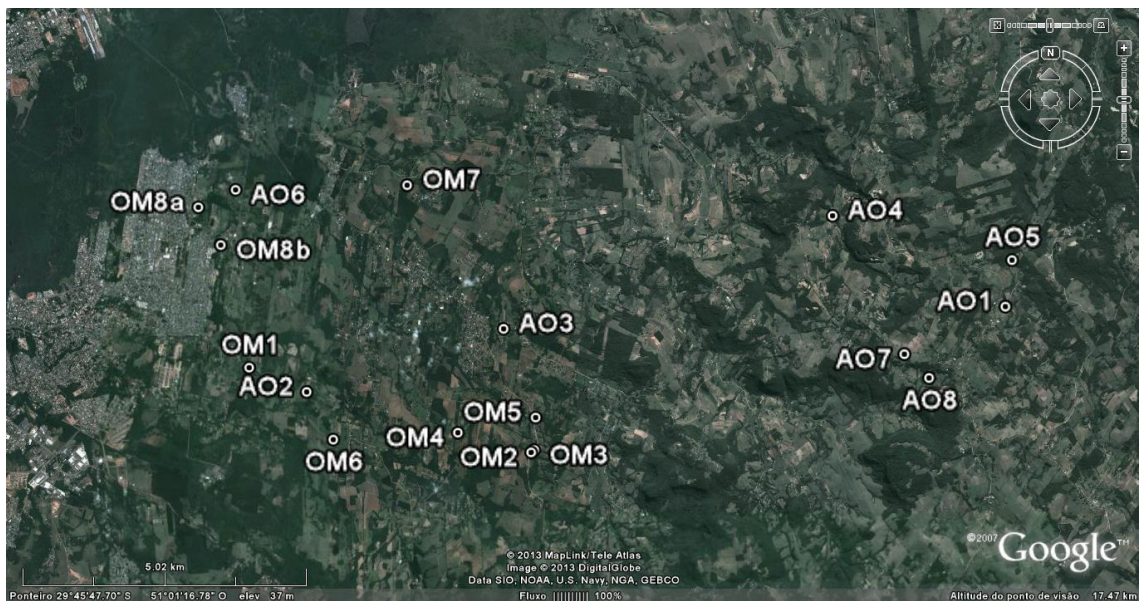 N
OM7
AO6
OM8a
AO4
OM8b
AO5
AO1
AO3
OM1
AO7
AO2
AO8
OM5
OM4
OM2
OM3
OM6
©2007 Google™
© 2013 MapLink/Tele Atlas
Image © 2013 DigitalGlobe
Data SIO, NOAA, U.S. Navy, NGA, GEBCO
5.02 km
Ponteiro 29°45'47.70" S 51°01'16.78" O elev 37 m Fluxo ||||||||| 100% Altitude do ponto de visão 17.47 km